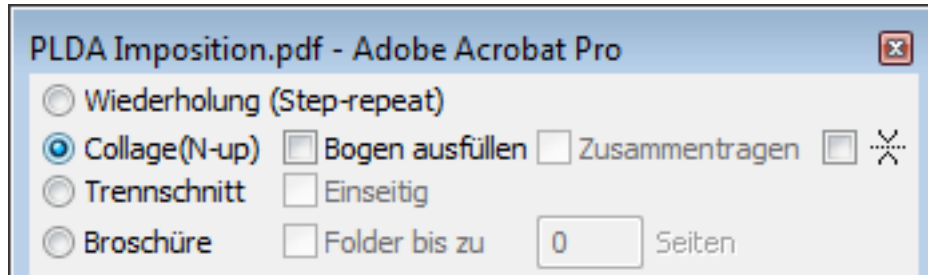 PLDA Imposition.pdf - Adobe Acrobat Pro
Wiederholung (Step-repeat)
Collage(N-up) Bogen ausfüllen Zusammentragen
Trennschnitt Einseitig
Broschüre Folder bis zu 0 Seiten